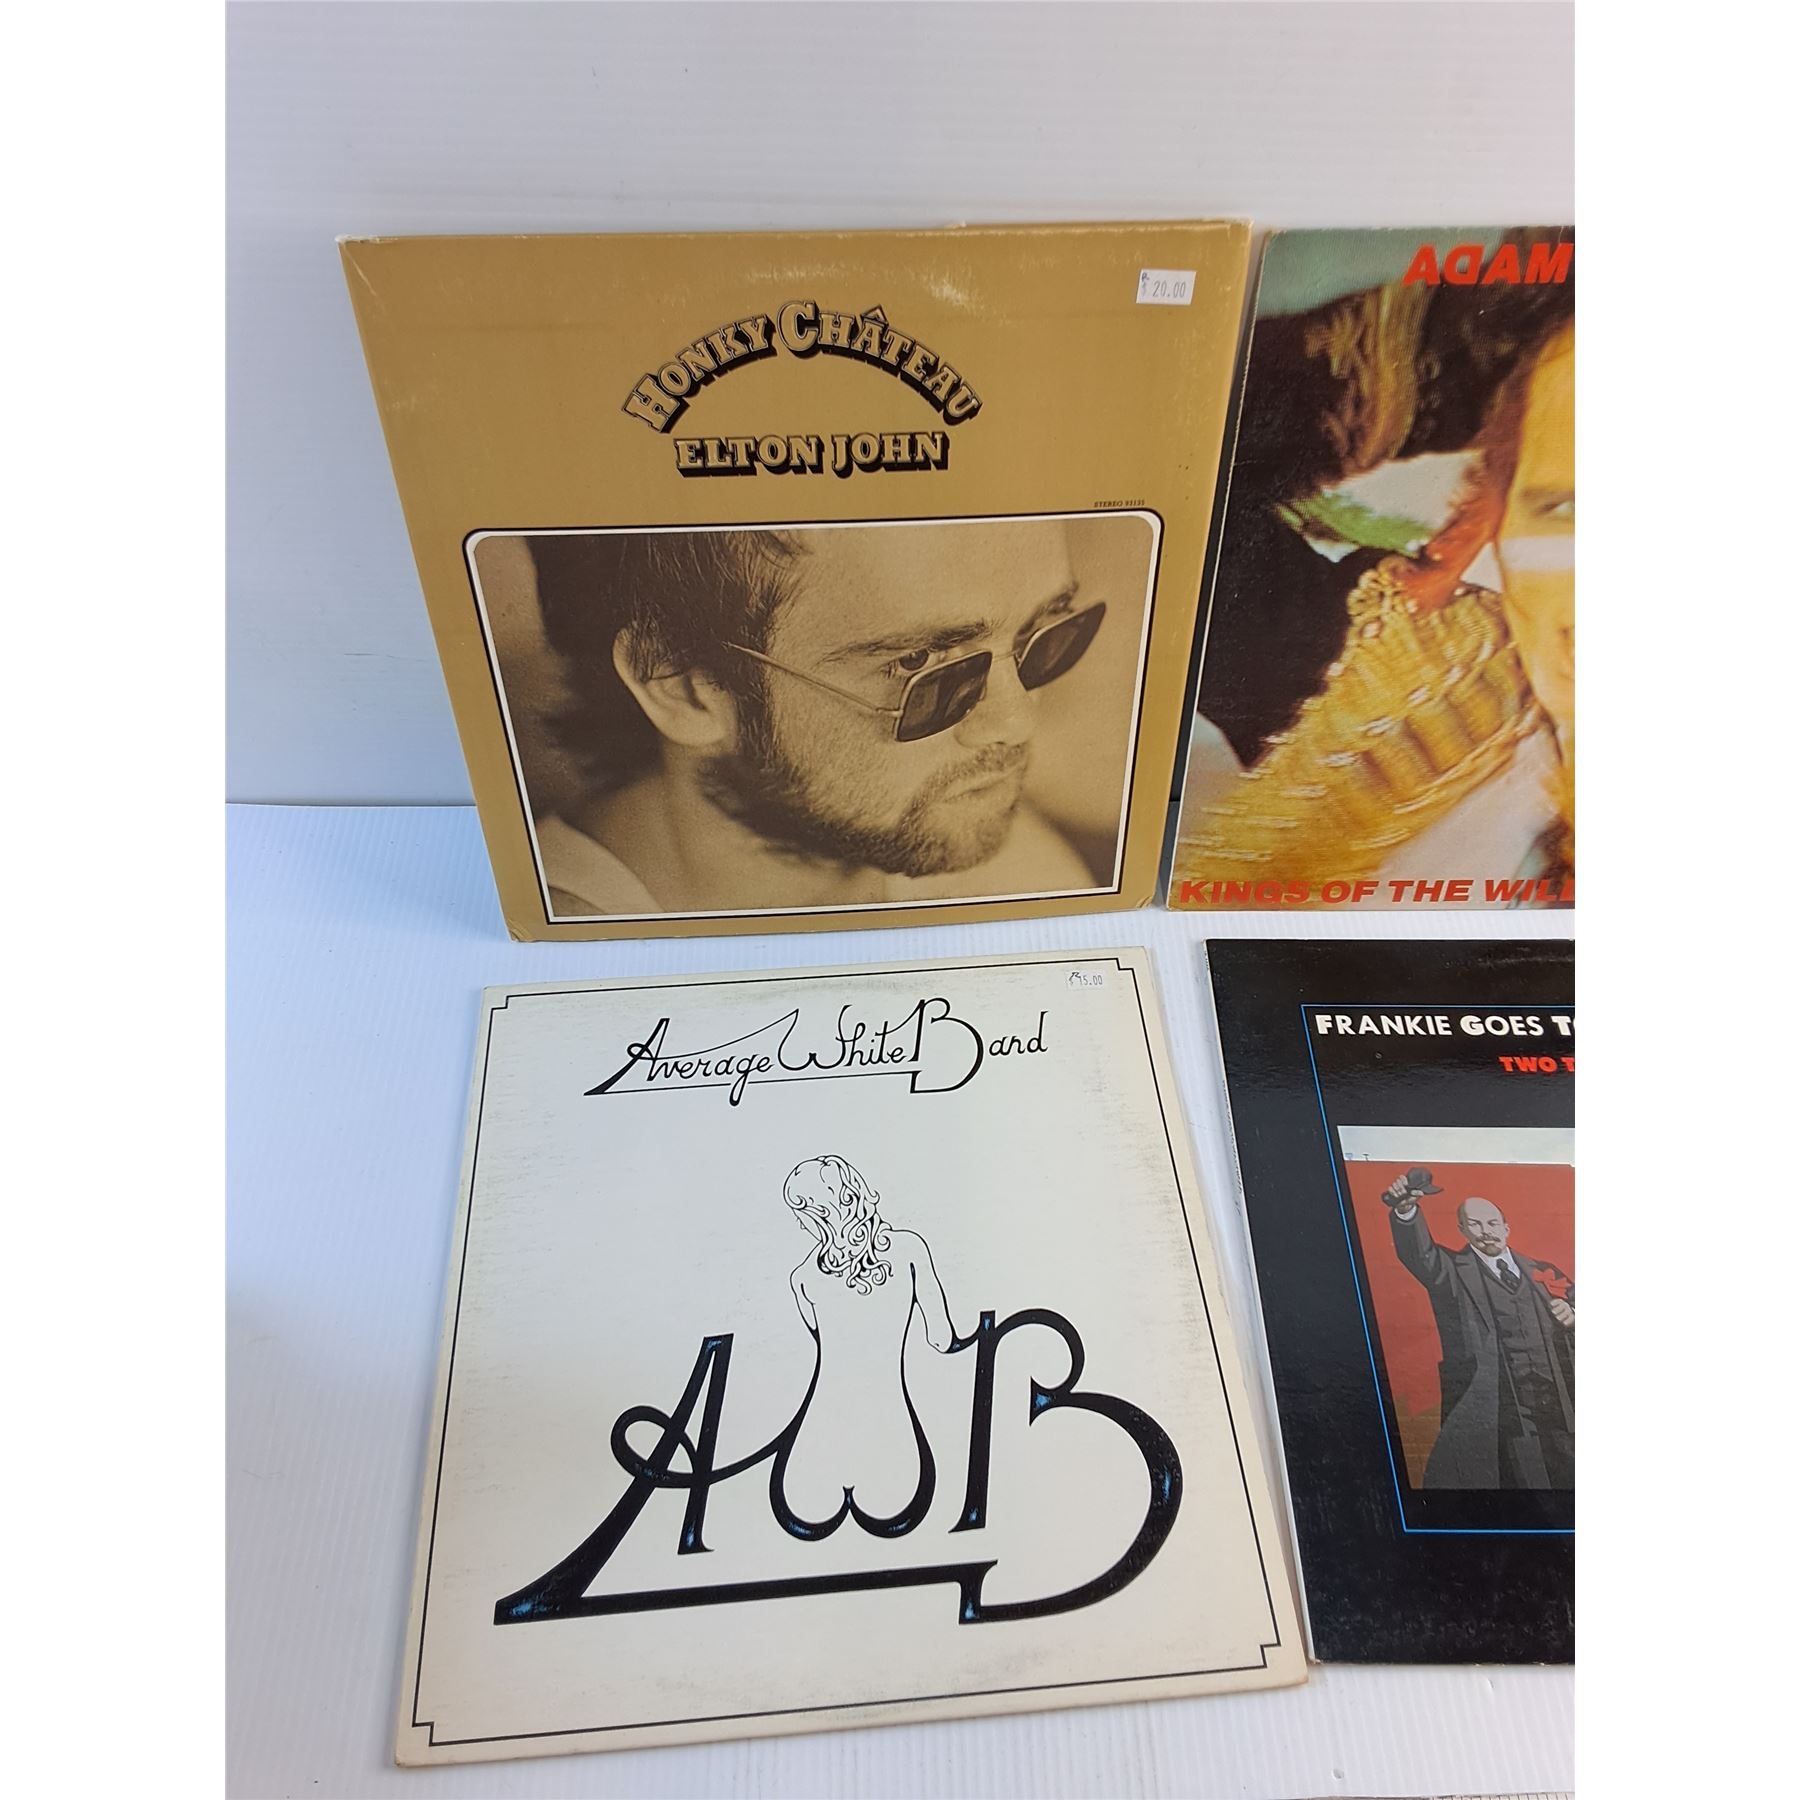 HONKY CHÂTEAU
ELTON JOHN
$ 20.00
STEREO 93135
ADAM
KINGS OF THE WIL
Average White Band
$ 15.00
AWB
FRANKIE GOES T
TWO T